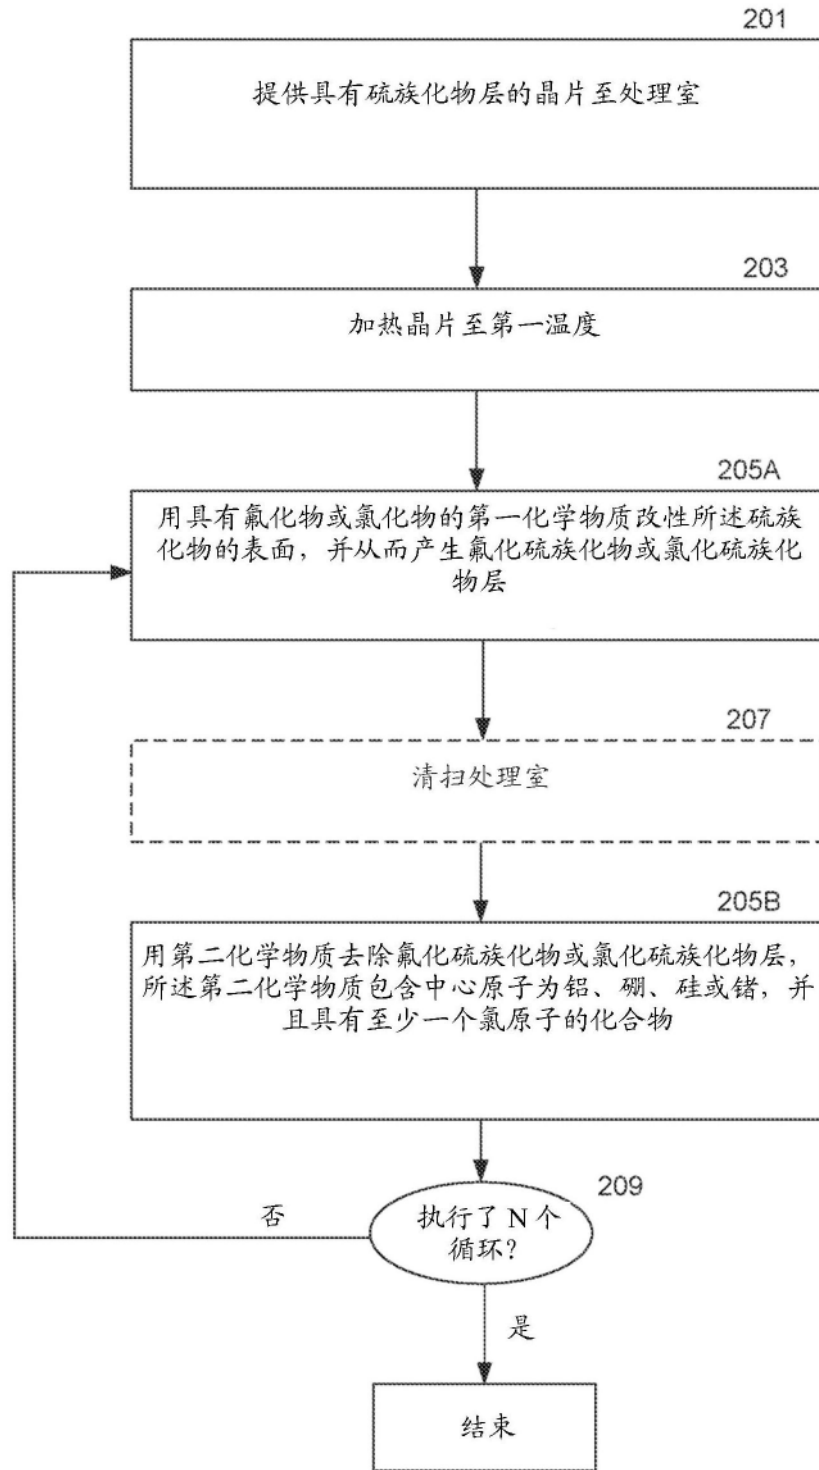 201
提供具有硫族化物层的晶片至处理室
203
加热晶片至第一温度
205A
用具有氟化物或氯化物的第一化学物质改性所述硫族
化物的表面，并从而产生氟化硫族化物或氯化硫族化
物层
207
清扫处理室
205B
用第二化学物质去除氟化硫族化物或氯化硫族化物层，
所述第二化学物质包含中心原子为铝、硼、硅或锗，并
且具有至少一个氯原子的化合物
209
否
执行了 N 个
循环？
是
结束